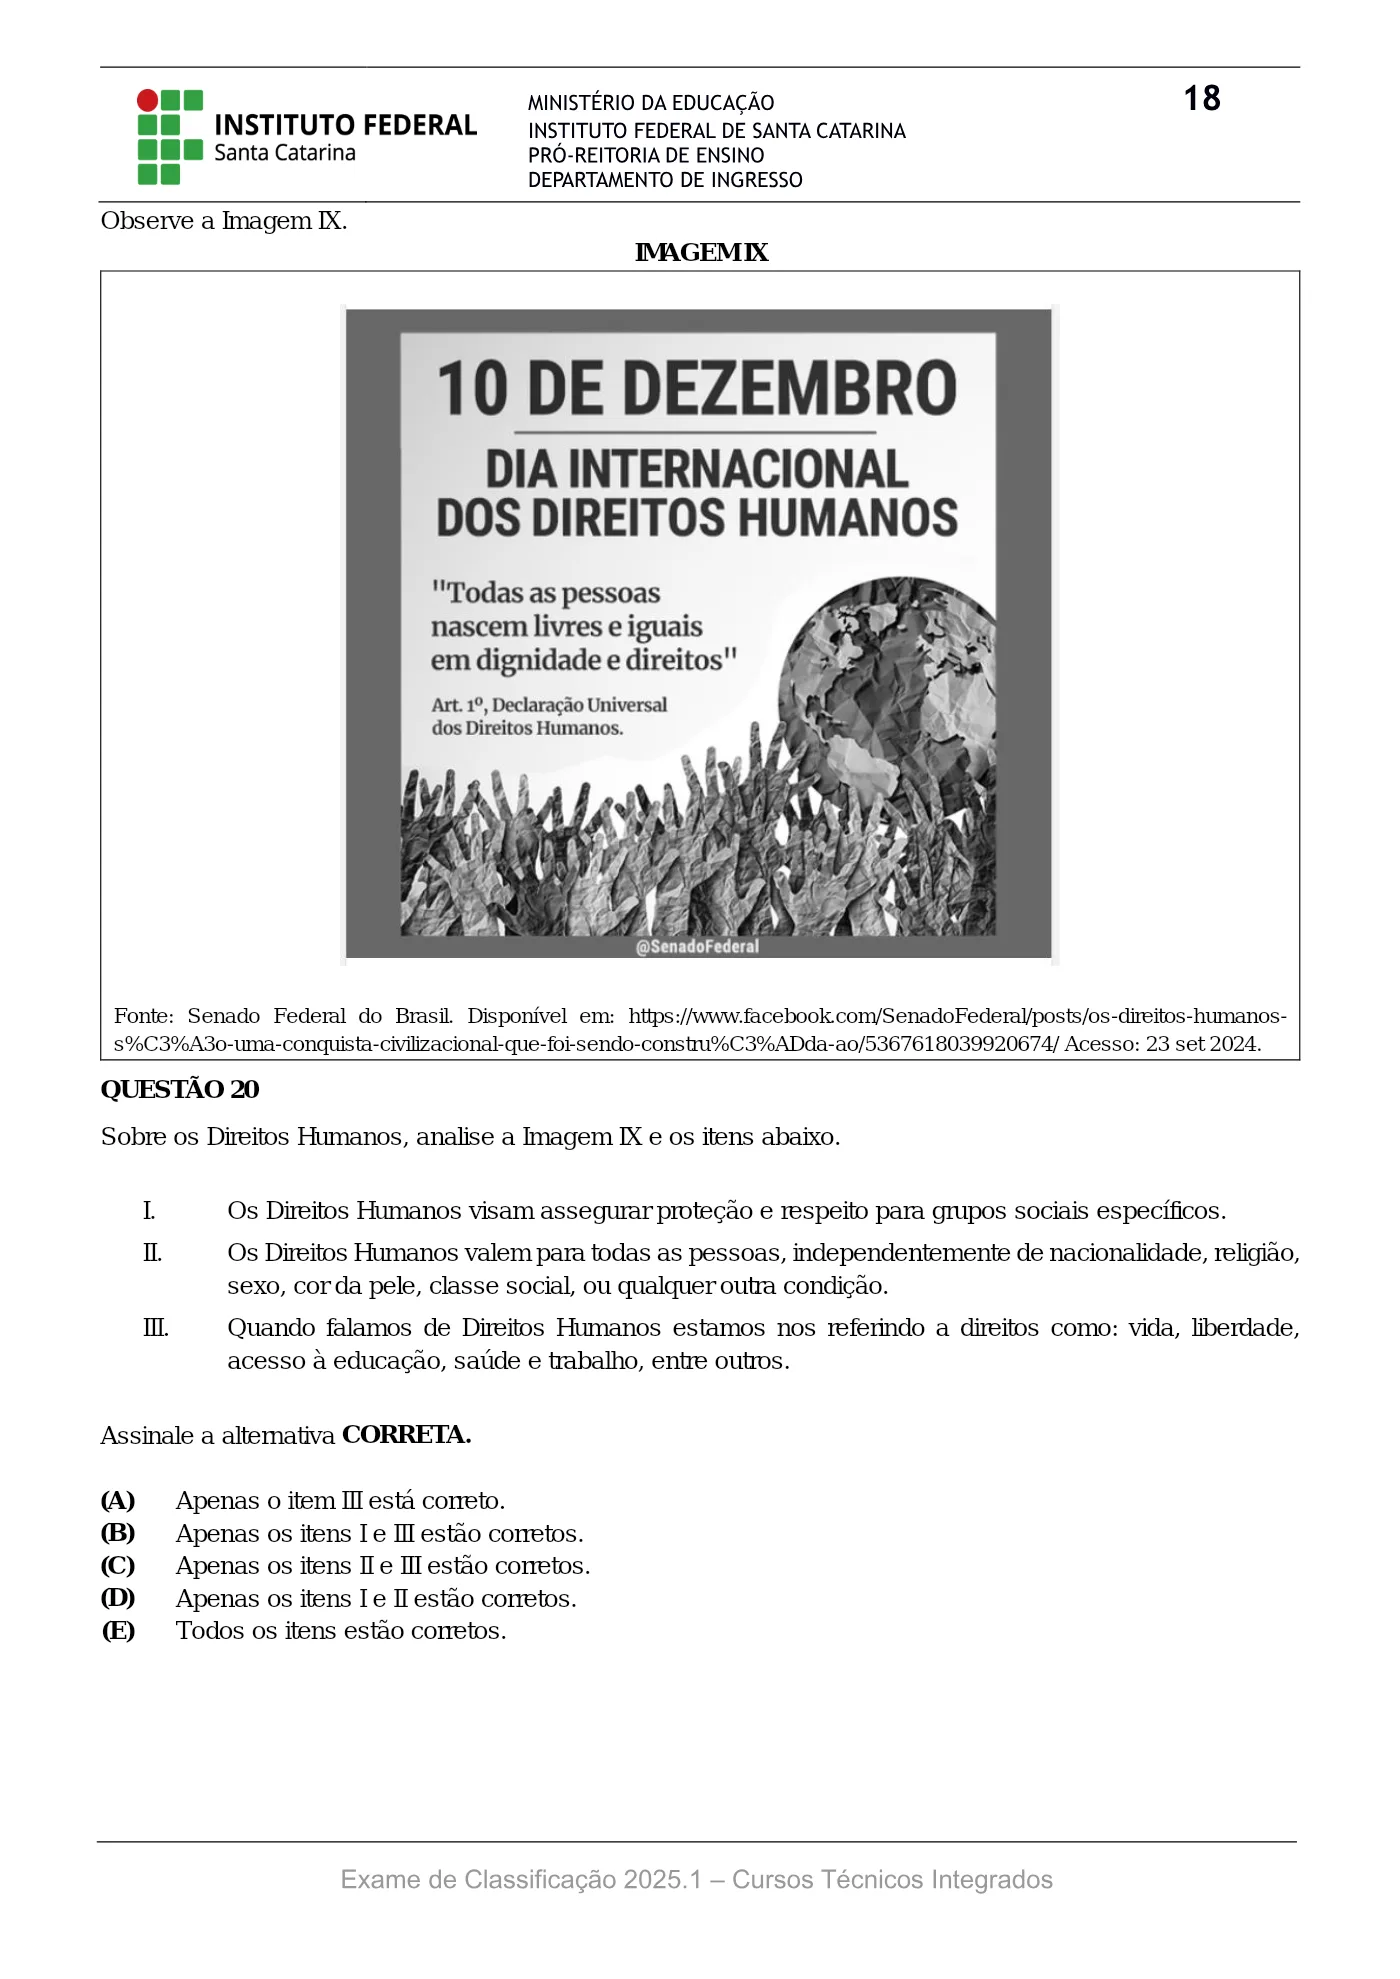 INSTITUTO FEDERAL
Santa Catarina
MINISTÉRIO DA EDUCAÇÃO
INSTITUTO FEDERAL DE SANTA CATARINA
PRÓ-REITORIA DE ENSINO
DEPARTAMENTO DE INGRESSO
18
Observe a Imagem IX.
IMAGEM IX
10 DE DEZEMBRO
DIA INTERNACIONAL
DOS DIREITOS HUMANOS
"Todas as pessoas
nascem livres e iguais
em dignidade e direitos"
Art. 1º, Declaração Universal
dos Direitos Humanos.
@SenadoFederal
Fonte: Senado Federal do Brasil. Disponível em: https://www.facebook.com/SenadoFederal/posts/os-direitos-humanos-
s%C3%A3o-uma-conquista-civilizacional-que-foi-sendo-constru%C3%ADda-ao/5367618039920674/ Acesso: 23 set 2024.
QUESTÃO 20
Sobre os Direitos Humanos, analise a Imagem IX e os itens abaixo.
I. Os Direitos Humanos visam assegurar proteção e respeito para grupos sociais específicos.
II. Os Direitos Humanos valem para todas as pessoas, independentemente de nacionalidade, religião,
sexo, cor da pele, classe social, ou qualquer outra condição.
III. Quando falamos de Direitos Humanos estamos nos referindo a direitos como: vida, liberdade,
acesso à educação, saúde e trabalho, entre outros.
Assinale a alternativa CORRETA.
(A) Apenas o item III está correto.
(B) Apenas os itens I e III estão corretos.
(C) Apenas os itens II e III estão corretos.
(D) Apenas os itens I e II estão corretos.
(E) Todos os itens estão corretos.
Exame de Classificação 2025.1 – Cursos Técnicos Integrados